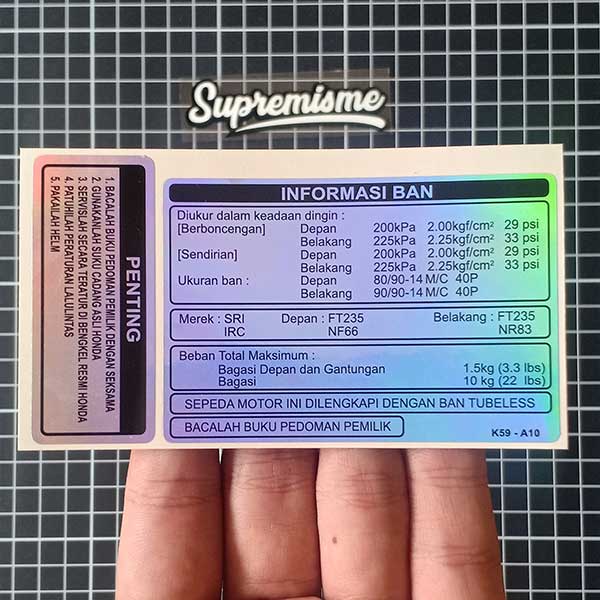 Supremisme
PENTING
1. BACALAH BUKU PEDOMAN PEMILIK DENGAN SEKSAMA
2. GUNAKANLAH SUKU CADANG ASLI HONDA
3. SERVISLAH SECARA TERATUR DI BENGKEL RESMI HONDA
4. PATUHILAH PERATURAN LALULINTAS
5. PAKAILAH HELM
INFORMASI BAN
Diukur dalam keadaan dingin :
[Berboncengan] Depan 200kPa 2.00kgf/cm² 29 psi
Belakang 225kPa 2.25kgf/cm² 33 psi
[Sendirian] Depan 200kPa 2.00kgf/cm² 29 psi
Belakang 225kPa 2.25kgf/cm² 33 psi
Ukuran ban : Depan 80/90-14 M/C 40P
Belakang 90/90-14 M/C 40P
Merek : SRI Depan : FT235 Belakang : FT235
IRC NF66 NR83
Beban Total Maksimum :
Bagasi Depan dan Gantungan 1.5kg (3.3 lbs)
Bagasi 10 kg (22 lbs)
SEPEDA MOTOR INI DILENGKAPI DENGAN BAN TUBELESS
BACALAH BUKU PEDOMAN PEMILIK
K59 - A10